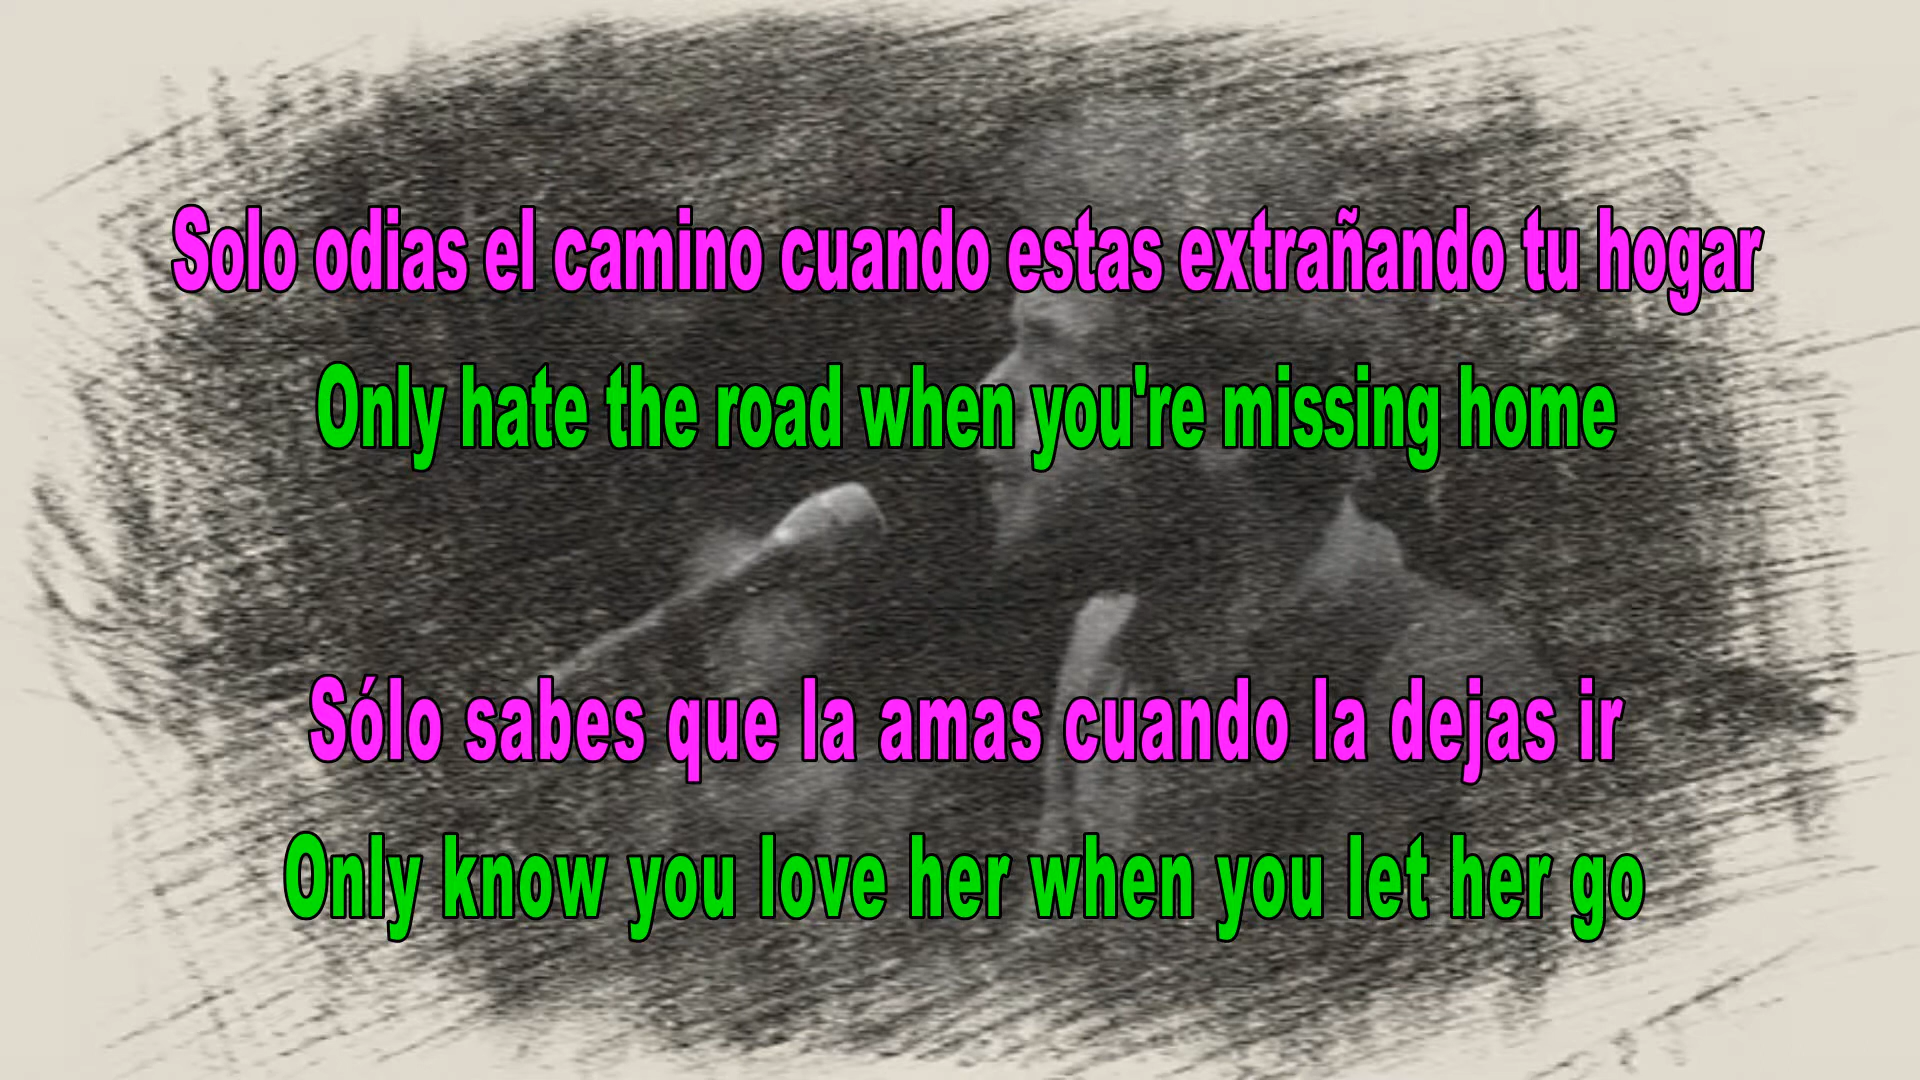 Solo odias el camino cuando estas extrañando tu hogar
Only hate the road when you're missing home
Sólo sabes que la amas cuando la dejas ir
Only know you love her when you let her go